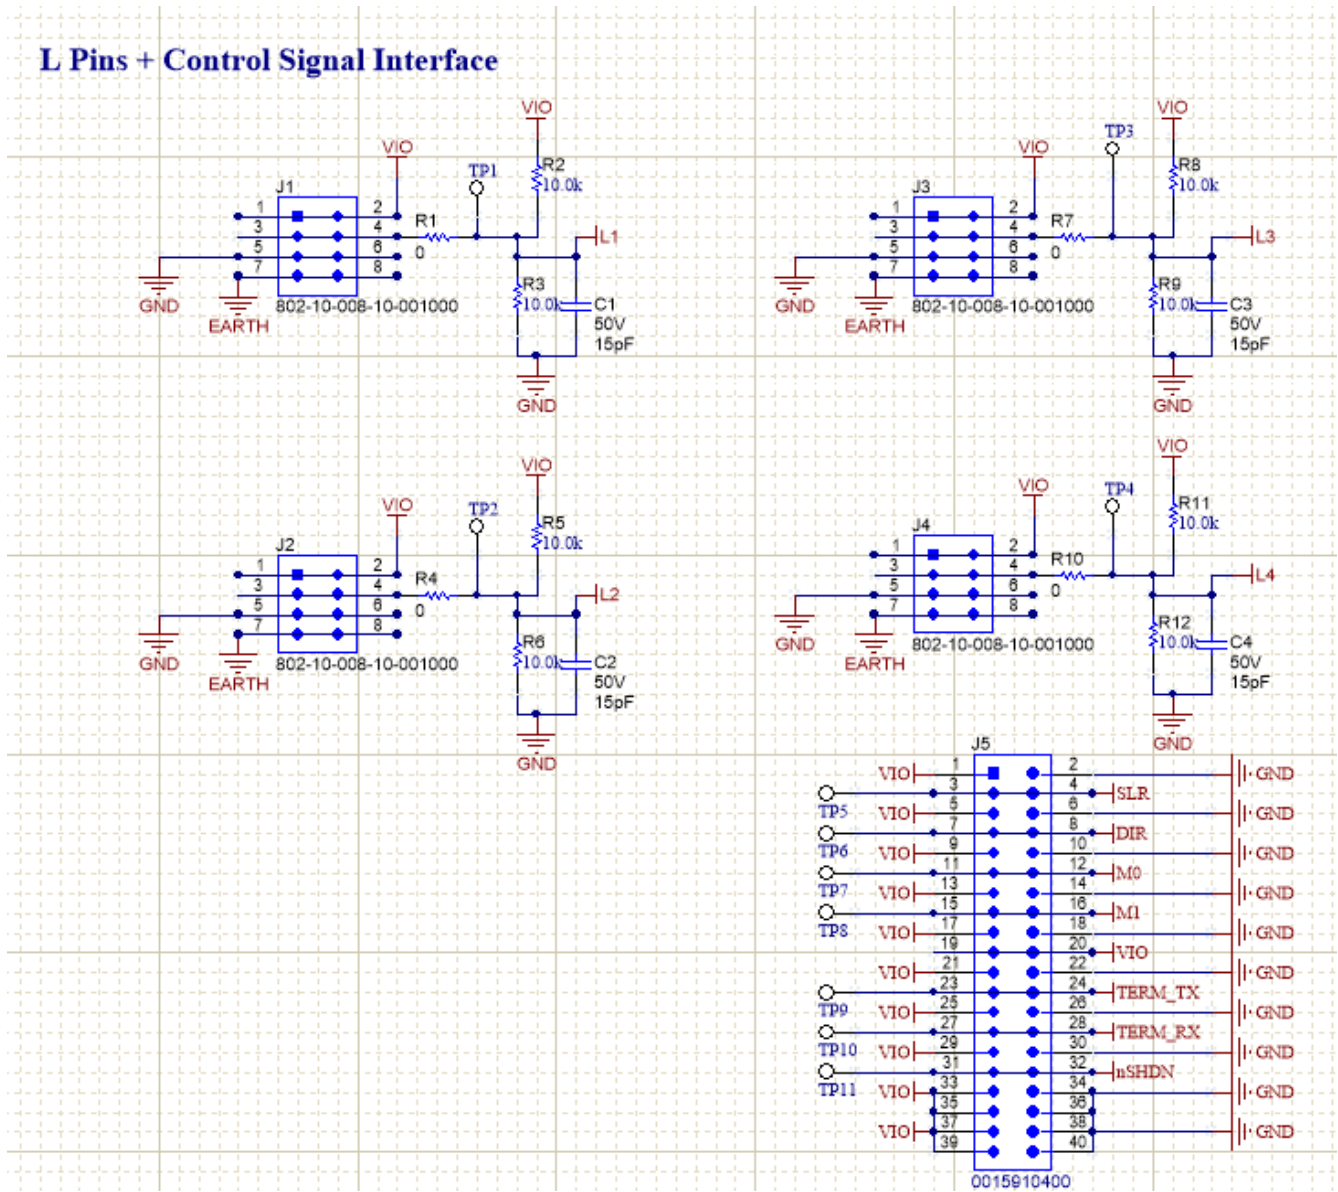 L Pins + Control Signal Interface
VIO
VIO
J1
1 2
3 4
5 6
7 8
R1
0
TP1
R2
10.0k
L1
R3
10.0k
C1
50V
15pF
GND
EARTH
802-10-008-10-001000
GND
VIO
VIO
J3
1 2
3 4
5 6
7 8
R7
0
TP3
R8
10.0k
L3
R9
10.0k
C3
50V
15pF
GND
EARTH
802-10-008-10-001000
GND
VIO
VIO
J2
1 2
3 4
5 6
7 8
R4
0
TP2
R5
10.0k
L2
R6
10.0k
C2
50V
15pF
GND
EARTH
802-10-008-10-001000
GND
VIO
VIO
J4
1 2
3 4
5 6
7 8
R10
0
TP4
R11
10.0k
L4
R12
10.0k
C4
50V
15pF
GND
EARTH
802-10-008-10-001000
GND
J5
VIO 1 2 GND
TP5 3 4 SLR
VIO 5 6 GND
TP6 7 8 DIR
VIO 9 10 GND
TP7 11 12 M0
VIO 13 14 GND
TP8 15 16 M1
VIO 17 18 GND
19 20 VIO
VIO 21 22 GND
TP9 23 24 TERM_TX
VIO 25 26 GND
TP10 27 28 TERM_RX
VIO 29 30 GND
TP11 31 32 nSHDN
VIO 33 34 GND
35 36
VIO 37 38 GND
39 40
0015910400